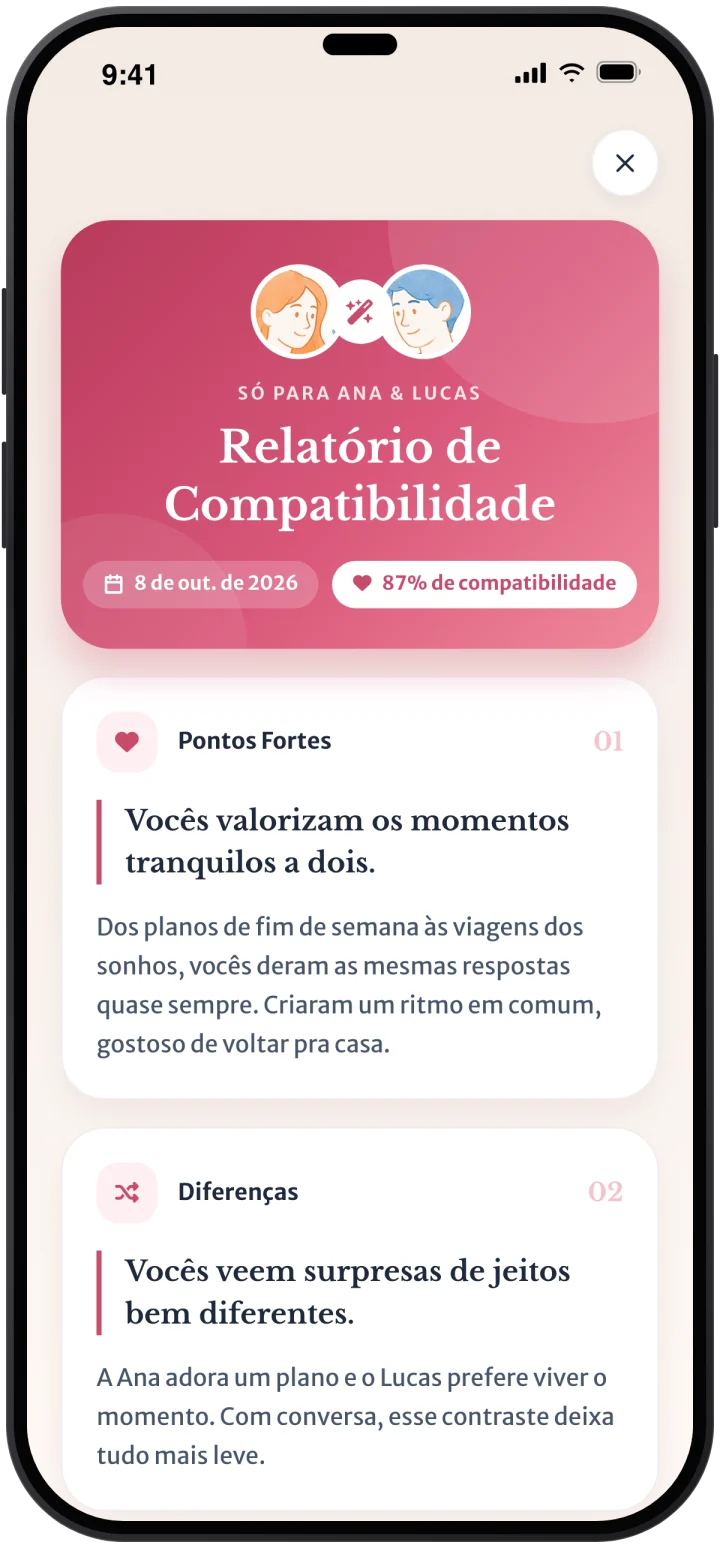 9:41
SÓ PARA ANA & LUCAS
Relatório de
Compatibilidade
8 de out. de 2026
87% de compatibilidade
Pontos Fortes
01
Vocês valorizam os momentos
tranquilos a dois.
Dos planos de fim de semana às viagens dos
sonhos, vocês deram as mesmas respostas
quase sempre. Criaram um ritmo em comum,
gostoso de voltar pra casa.
Diferenças
02
Vocês veem surpresas de jeitos
bem diferentes.
A Ana adora um plano e o Lucas prefere viver o
momento. Com conversa, esse contraste deixa
tudo mais leve.